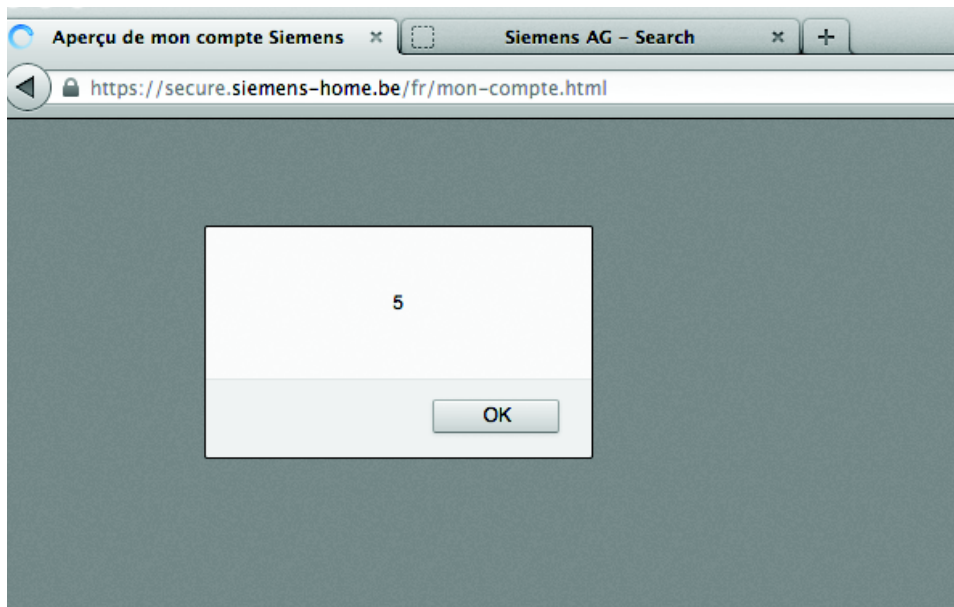 Aperçu de mon compte Siemens
Siemens AG – Search
https://secure.siemens-home.be/fr/mon-compte.html
5
OK